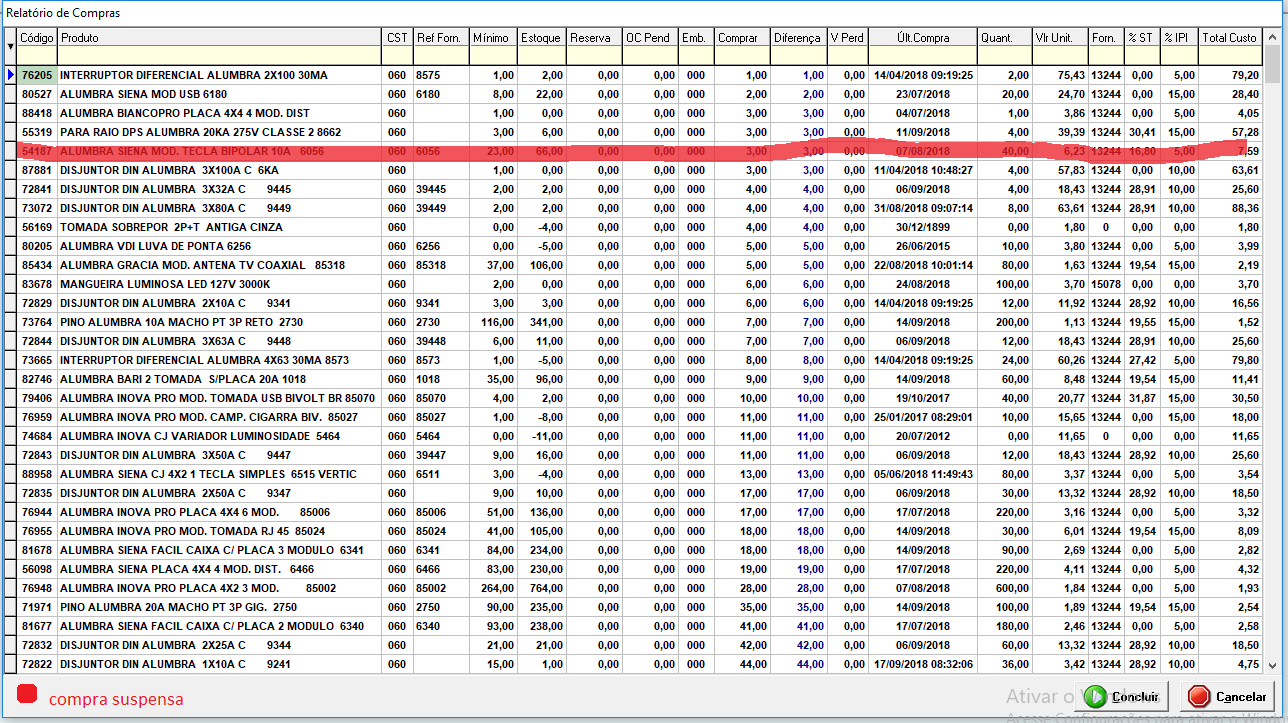 Relatório de Compras
Código Produto CST Ref Forn. Mínimo Estoque Reserva OC Pend Emb. Comprar Diferença V Perd Últ.Compra Quant. Vlr Unit. Forn. % ST % IPI Total Custo
76205 INTERRUPTOR DIFERENCIAL ALUMBRA 2X100 30MA 060 8575 1,00 2,00 0,00 0,00 000 1,00 1,00 0,00 14/04/2018 09:19:25 2,00 75,43 13244 0,00 5,00 79,20
80527 ALUMBRA SIENA MOD USB 6180 060 6180 8,00 22,00 0,00 0,00 000 2,00 2,00 0,00 23/07/2018 20,00 24,70 13244 0,00 15,00 28,40
88418 ALUMBRA BIANCOPRO PLACA 4X4 4 MOD. DIST 060 1,00 0,00 0,00 0,00 000 3,00 3,00 0,00 04/07/2018 1,00 3,86 13244 0,00 5,00 4,05
55319 PARA RAIO DPS ALUMBRA 20KA 275V CLASSE 2 8662 060 3,00 6,00 0,00 0,00 000 3,00 3,00 0,00 11/09/2018 4,00 39,39 13244 30,41 15,00 57,28
54187 ALUMBRA SIENA MOD. TECLA BIPOLAR 10A 6056 060 6056 23,00 66,00 0,00 0,00 000 3,00 3,00 0,00 07/08/2018 40,00 6,23 13244 16,80 5,00 7,59
87881 DISJUNTOR DIN ALUMBRA 3X100A C 6KA 060 1,00 0,00 0,00 0,00 000 3,00 3,00 0,00 11/04/2018 10:48:27 4,00 57,83 13244 0,00 10,00 63,61
72841 DISJUNTOR DIN ALUMBRA 3X32A C 9445 060 39445 2,00 2,00 0,00 0,00 000 4,00 4,00 0,00 06/09/2018 4,00 18,43 13244 28,91 10,00 25,60
73072 DISJUNTOR DIN ALUMBRA 3X80A C 9449 060 39449 2,00 2,00 0,00 0,00 000 4,00 4,00 0,00 31/08/2018 09:07:14 8,00 63,61 13244 28,91 10,00 88,36
56169 TOMADA SOBREPOR 2P+T ANTIGA CINZA 060 0,00 -4,00 0,00 0,00 000 4,00 4,00 0,00 30/12/1899 0,00 1,80 0 0,00 0,00 1,80
80205 ALUMBRA VDI LUVA DE PONTA 6256 060 6256 0,00 -5,00 0,00 0,00 000 5,00 5,00 0,00 26/06/2015 10,00 3,80 13244 0,00 5,00 3,99
85434 ALUMBRA GRACIA MOD. ANTENA TV COAXIAL 85318 060 85318 37,00 106,00 0,00 0,00 000 5,00 5,00 0,00 22/08/2018 10:01:14 80,00 1,63 13244 19,54 15,00 2,19
83678 MANGUEIRA LUMINOSA LED 127V 3000K 060 2,00 0,00 0,00 0,00 000 6,00 6,00 0,00 24/08/2018 100,00 3,70 15078 0,00 0,00 3,70
72829 DISJUNTOR DIN ALUMBRA 2X10A C 9341 060 9341 3,00 3,00 0,00 0,00 000 6,00 6,00 0,00 14/04/2018 09:19:25 12,00 11,92 13244 28,92 10,00 16,56
73764 PINO ALUMBRA 10A MACHO PT 3P RETO 2730 060 2730 116,00 341,00 0,00 0,00 000 7,00 7,00 0,00 14/09/2018 200,00 1,13 13244 19,55 15,00 1,52
72844 DISJUNTOR DIN ALUMBRA 3X63A C 9448 060 39448 6,00 11,00 0,00 0,00 000 7,00 7,00 0,00 06/09/2018 12,00 18,43 13244 28,91 10,00 25,60
73665 INTERRUPTOR DIFERENCIAL ALUMBRA 4X63 30MA 8573 060 8573 1,00 -5,00 0,00 0,00 000 8,00 8,00 0,00 14/04/2018 09:19:25 24,00 60,26 13244 27,42 5,00 79,80
82746 ALUMBRA BARI 2 TOMADA S/PLACA 20A 1018 060 1018 35,00 96,00 0,00 0,00 000 9,00 9,00 0,00 14/09/2018 60,00 8,48 13244 19,54 15,00 11,41
79406 ALUMBRA INOVA PRO MOD. TOMADA USB BIVOLT BR 85070 060 85070 4,00 2,00 0,00 0,00 000 10,00 10,00 0,00 19/10/2017 40,00 20,77 13244 31,87 15,00 30,50
76959 ALUMBRA INOVA PRO MOD. CAMP. CIGARRA BIV. 85027 060 85027 1,00 -8,00 0,00 0,00 000 11,00 11,00 0,00 25/01/2017 08:29:01 10,00 15,65 13244 0,00 15,00 18,00
74684 ALUMBRA INOVA CJ VARIADOR LUMINOSIDADE 5464 060 5464 0,00 -11,00 0,00 0,00 000 11,00 11,00 0,00 20/07/2012 0,00 11,65 0 0,00 0,00 11,65
72843 DISJUNTOR DIN ALUMBRA 3X50A C 9447 060 39447 9,00 16,00 0,00 0,00 000 11,00 11,00 0,00 06/09/2018 12,00 18,43 13244 28,92 10,00 25,60
88958 ALUMBRA SIENA CJ 4X2 1 TECLA SIMPLES 6515 VERTIC 060 6511 3,00 -4,00 0,00 0,00 000 13,00 13,00 0,00 05/06/2018 11:49:43 80,00 3,37 13244 0,00 5,00 3,54
72835 DISJUNTOR DIN ALUMBRA 2X50A C 9347 060 9,00 10,00 0,00 0,00 000 17,00 17,00 0,00 06/09/2018 30,00 13,32 13244 28,92 10,00 18,50
76944 ALUMBRA INOVA PRO PLACA 4X4 6 MOD. 85006 060 85006 51,00 136,00 0,00 0,00 000 17,00 17,00 0,00 07/08/2018 220,00 3,16 13244 0,00 5,00 3,32
76955 ALUMBRA INOVA PRO MOD. TOMADA RJ 45 85024 060 85024 41,00 105,00 0,00 0,00 000 18,00 18,00 0,00 14/09/2018 30,00 6,01 13244 19,54 15,00 8,09
81678 ALUMBRA SIENA FACIL CAIXA C/ PLACA 3 MODULO 6341 060 6341 84,00 234,00 0,00 0,00 000 18,00 18,00 0,00 14/09/2018 90,00 2,69 13244 0,00 5,00 2,82
56098 ALUMBRA SIENA PLACA 4X4 4 MOD. DIST. 6466 060 6466 83,00 230,00 0,00 0,00 000 19,00 19,00 0,00 17/07/2018 220,00 4,11 13244 0,00 5,00 4,32
76948 ALUMBRA INOVA PRO PLACA 4X2 3 MOD. 85002 060 85002 264,00 764,00 0,00 0,00 000 28,00 28,00 0,00 07/08/2018 600,00 1,84 13244 0,00 5,00 1,93
71971 PINO ALUMBRA 20A MACHO PT 3P GIG. 2750 060 2750 90,00 235,00 0,00 0,00 000 35,00 35,00 0,00 14/09/2018 100,00 1,89 13244 19,54 15,00 2,54
81677 ALUMBRA SIENA FACIL CAIXA C/ PLACA 2 MODULO 6340 060 6340 93,00 238,00 0,00 0,00 000 41,00 41,00 0,00 17/07/2018 180,00 2,46 13244 0,00 5,00 2,58
72832 DISJUNTOR DIN ALUMBRA 2X25A C 9344 060 21,00 21,00 0,00 0,00 000 42,00 42,00 0,00 06/09/2018 60,00 13,32 13244 28,92 10,00 18,50
72822 DISJUNTOR DIN ALUMBRA 1X10A C 9241 060 15,00 1,00 0,00 0,00 000 44,00 44,00 0,00 17/09/2018 08:32:06 36,00 3,42 13244 28,92 10,00 4,75
compra suspensa
Ativar o
Concluir Cancelar